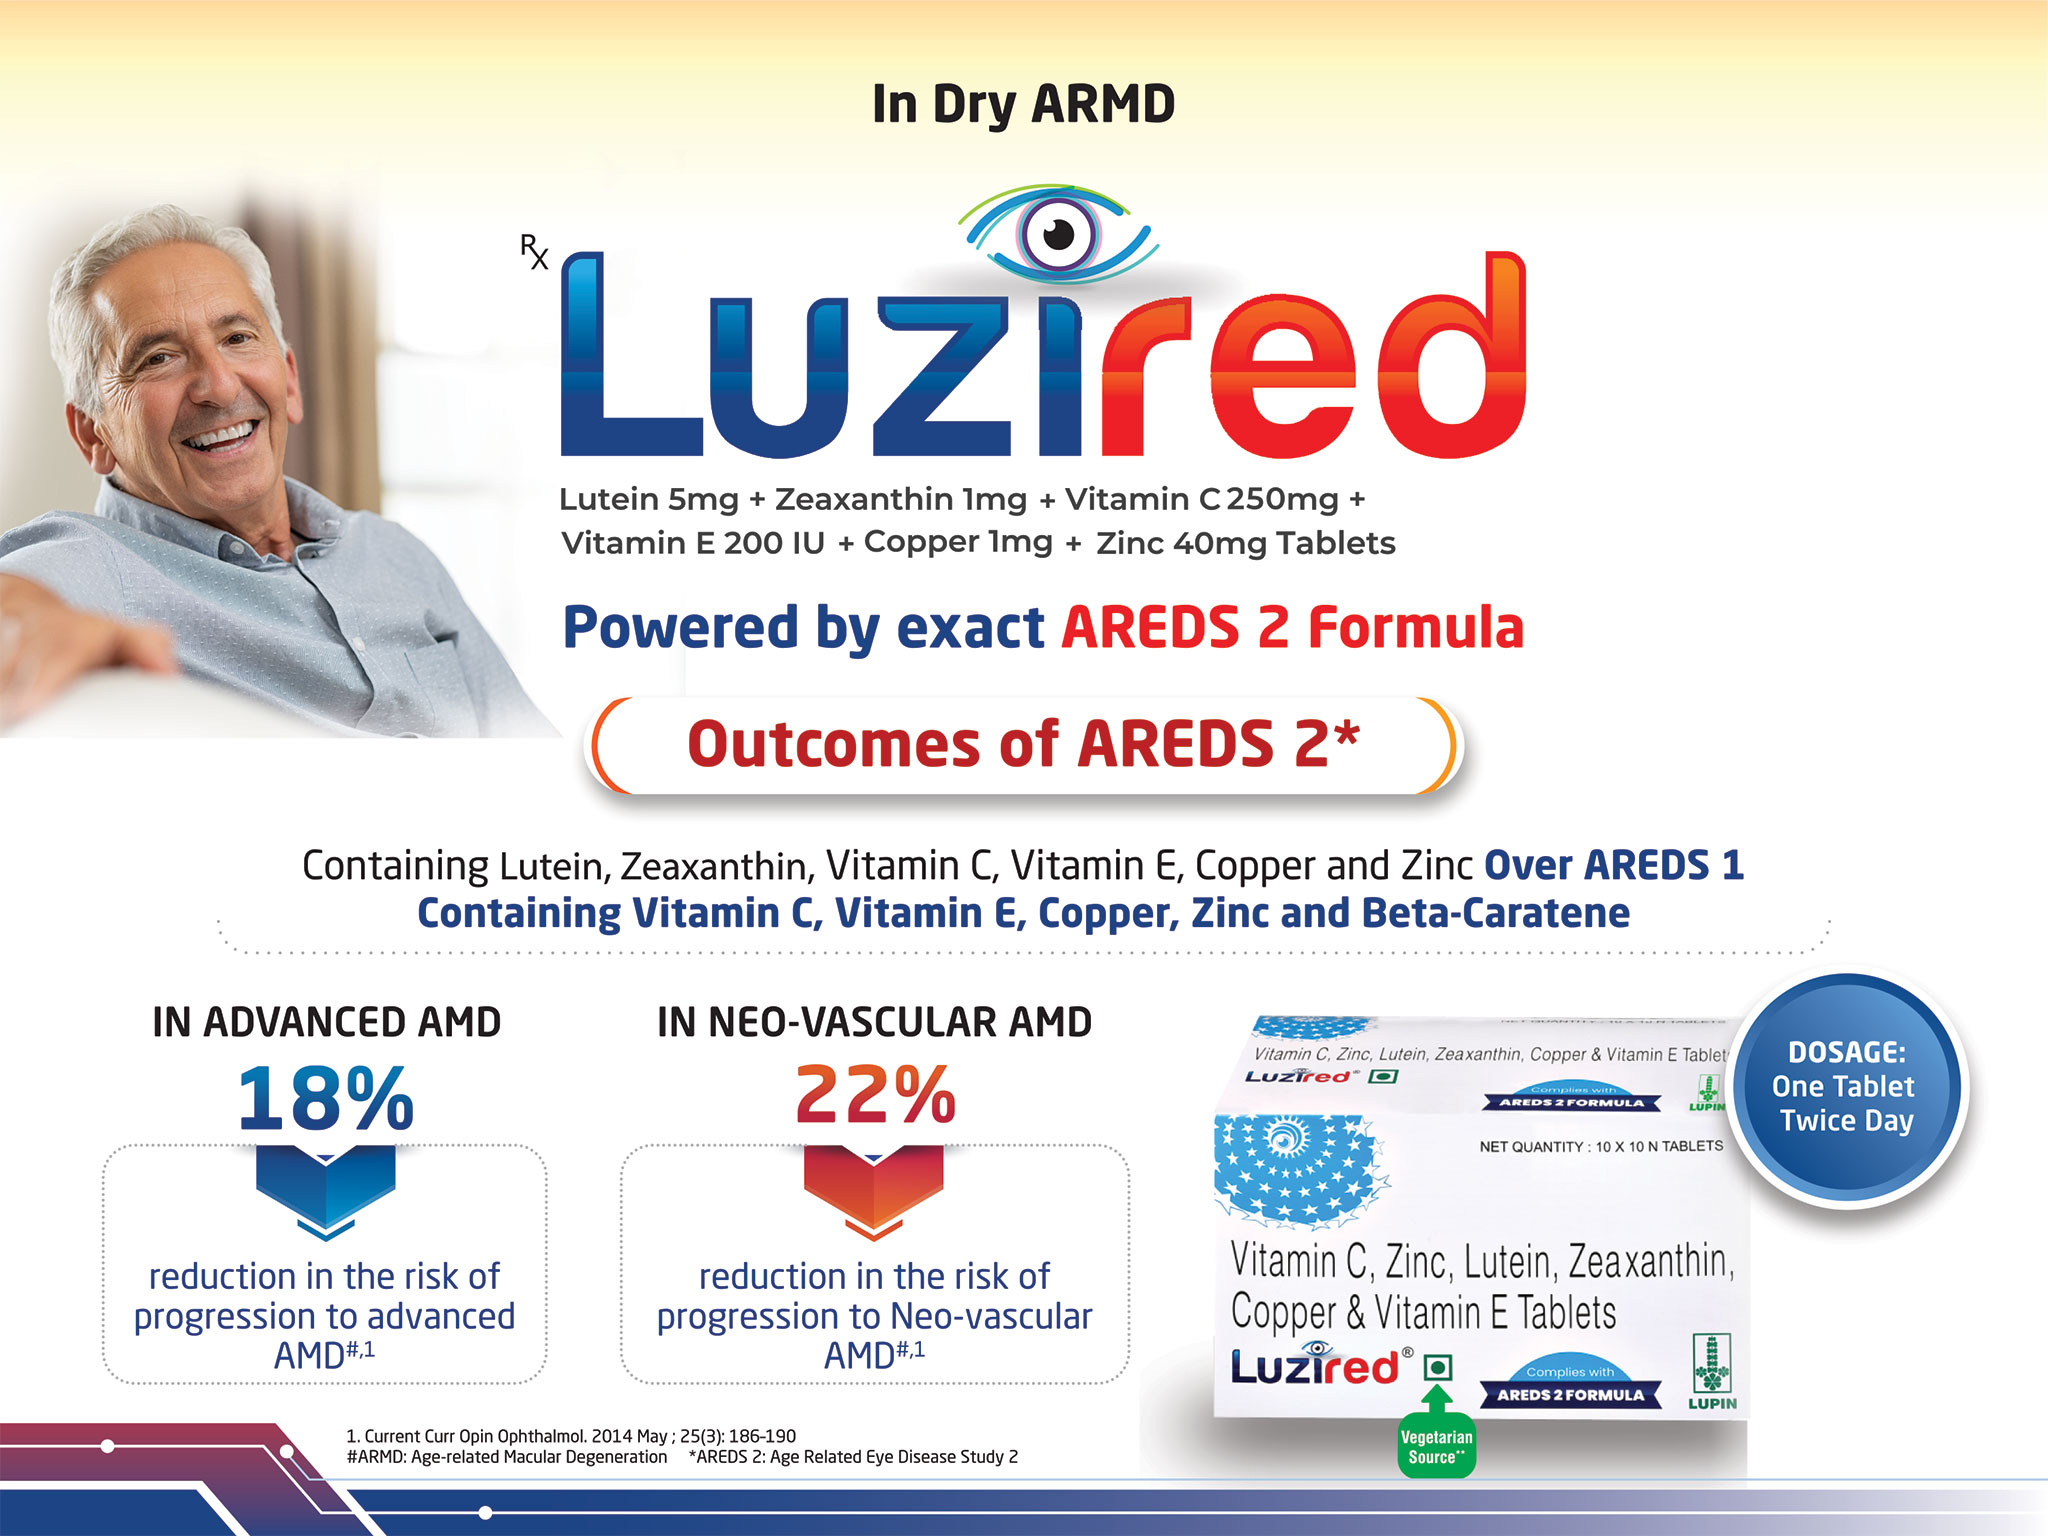 In Dry ARMD
Rx
Luzired
Lutein 5mg + Zeaxanthin 1mg + Vitamin C 250mg +
Vitamin E 200 IU + Copper 1mg + Zinc 40mg Tablets
Powered by exact AREDS 2 Formula
Outcomes of AREDS 2*
Containing Lutein, Zeaxanthin, Vitamin C, Vitamin E, Copper and Zinc Over AREDS 1
Containing Vitamin C, Vitamin E, Copper, Zinc and Beta-Caratene
IN ADVANCED AMD
18%
reduction in the risk of
progression to advanced
AMD#,1
IN NEO-VASCULAR AMD
22%
reduction in the risk of
progression to Neo-vascular
AMD#,1
Vitamin C, Zinc, Lutein, Zeaxanthin, Copper & Vitamin E Tablet
Luzired®
Complies with
AREDS 2 FORMULA
LUPIN
DOSAGE:
One Tablet
Twice Day
NET QUANTITY : 10 X 10 N TABLETS
Vitamin C, Zinc, Lutein, Zeaxanthin,
Copper & Vitamin E Tablets
Luzired®
Complies with
AREDS 2 FORMULA
LUPIN
Vegetarian
Source**
1. Current Curr Opin Ophthalmol. 2014 May ; 25(3): 186-190
#ARMD: Age-related Macular Degeneration *AREDS 2: Age Related Eye Disease Study 2